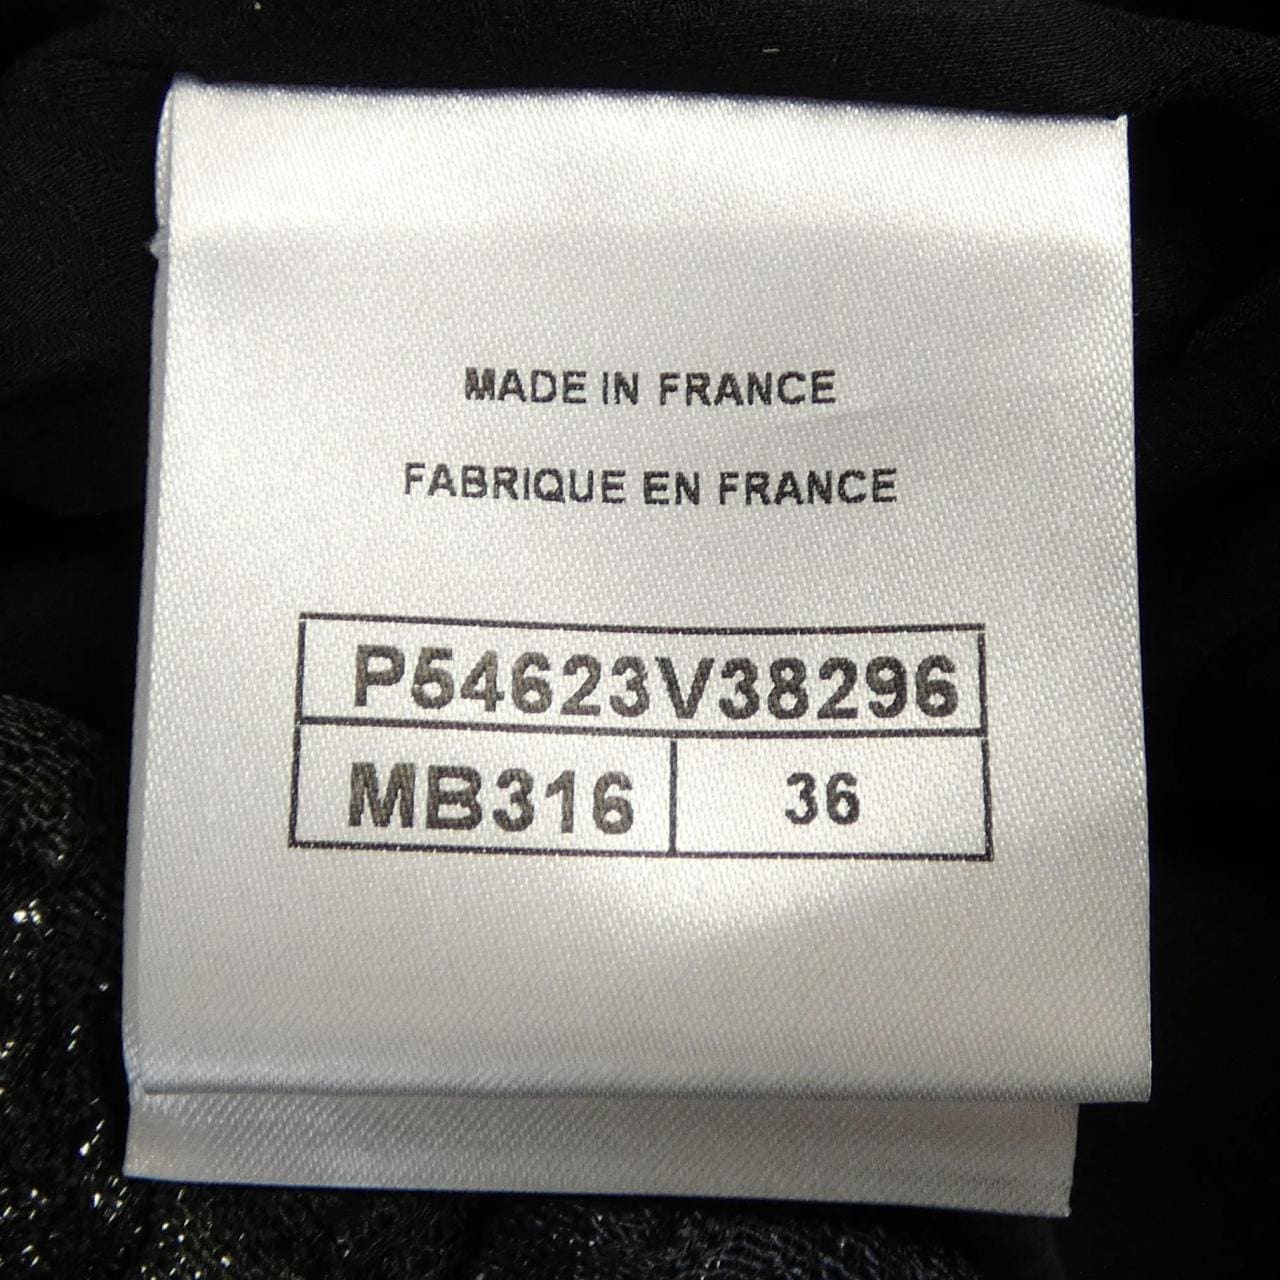 MADE IN FRANCE
FABRIQUE EN FRANCE
P54623V38296
MB316 36